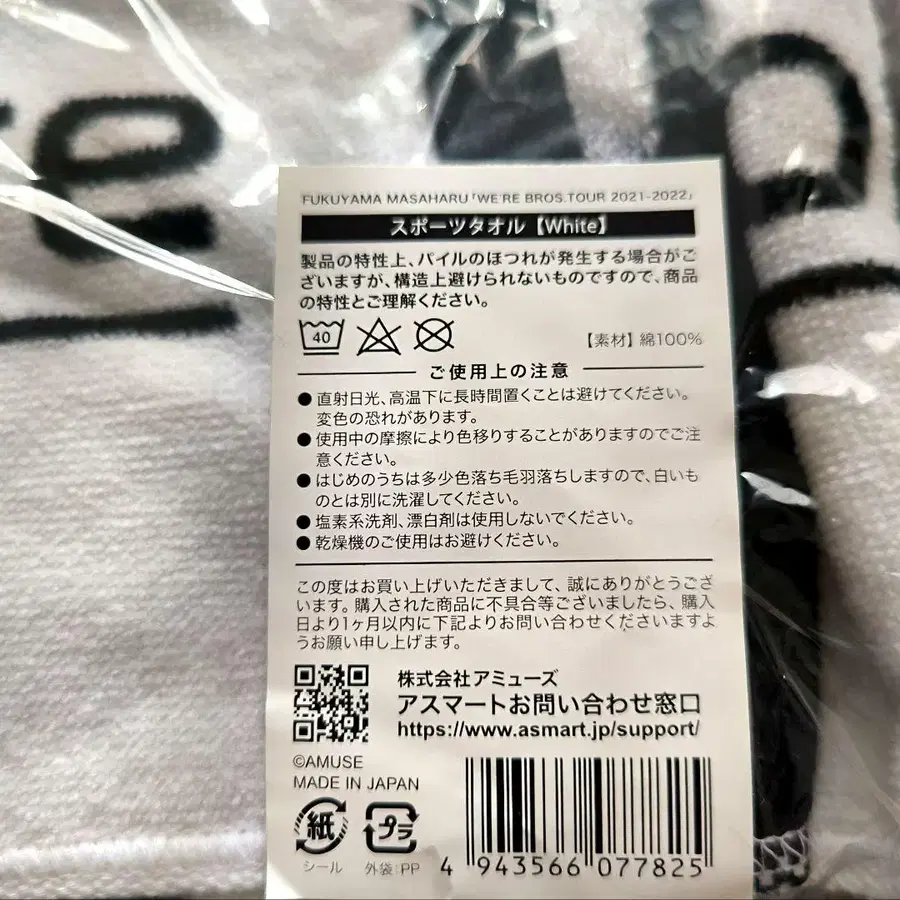 FUKUYAMA MASAHARU「WE'RE BROS.TOUR 2021-2022」
スポーツタオル【White】
製品の特性上、パイルのほつれが発生する場合がご
ざいますが、構造上避けられないものですので、商品
の特性とご理解ください。
40
【素材】綿100%
ご使用上の注意
● 直射日光、高温下に長時間置くことは避けてください。
変色の恐れがあります。
● 使用中の摩擦により色移りすることがありますのでご注
意ください。
● はじめのうちは多少色落ち毛羽落ちしますので、白いも
のとは別に洗濯してください。
● 塩素系洗剤、漂白剤は使用しないでください。
● 乾燥機のご使用はお避けください。
この度はお買い上げいただきまして、誠にありがとうござ
います。購入された商品に不具合等ございましたら、購入
日より1ヶ月以内に下記よりお問い合わせくださいますよ
うお願い申し上げます。
株式会社アミューズ
アスマートお問い合わせ窓口
https://www.asmart.jp/support/
©AMUSE
MADE IN JAPAN
紙
シール
プラ
外袋:PP
4 943566 077825